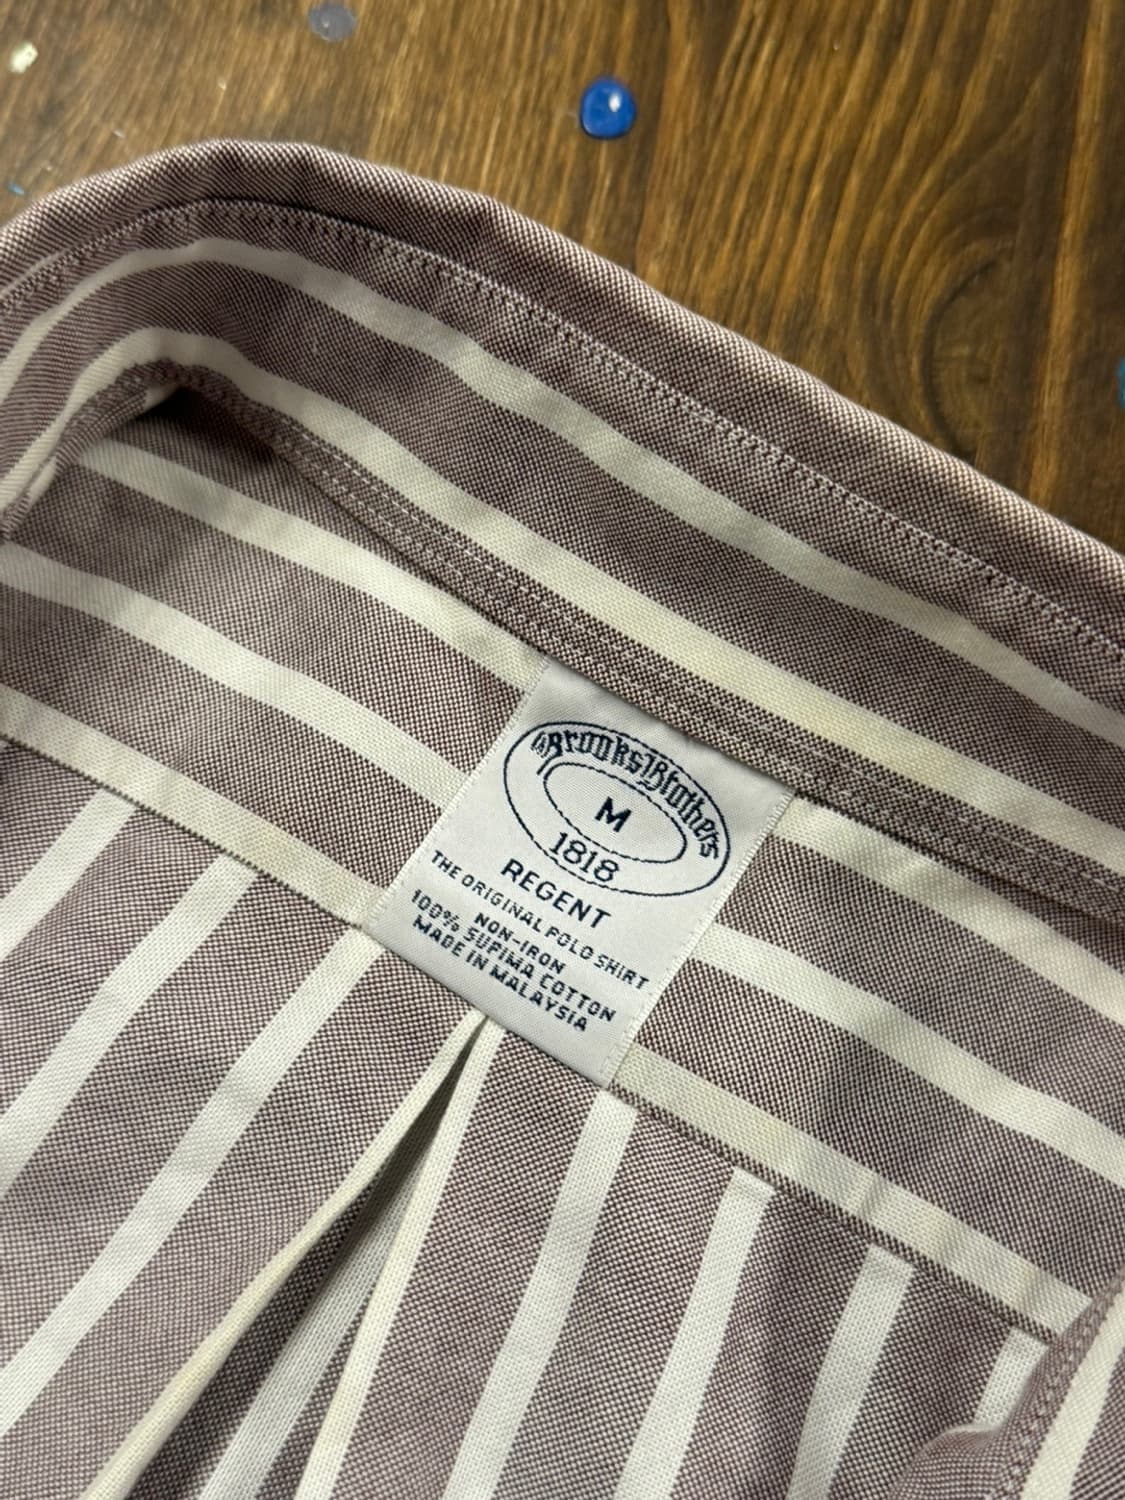 Brooks Brothers
M
1818
REGENT
THE ORIGINAL POLO SHIRT
NON-IRON
100% SUPIMA COTTON
MADE IN MALAYSIA